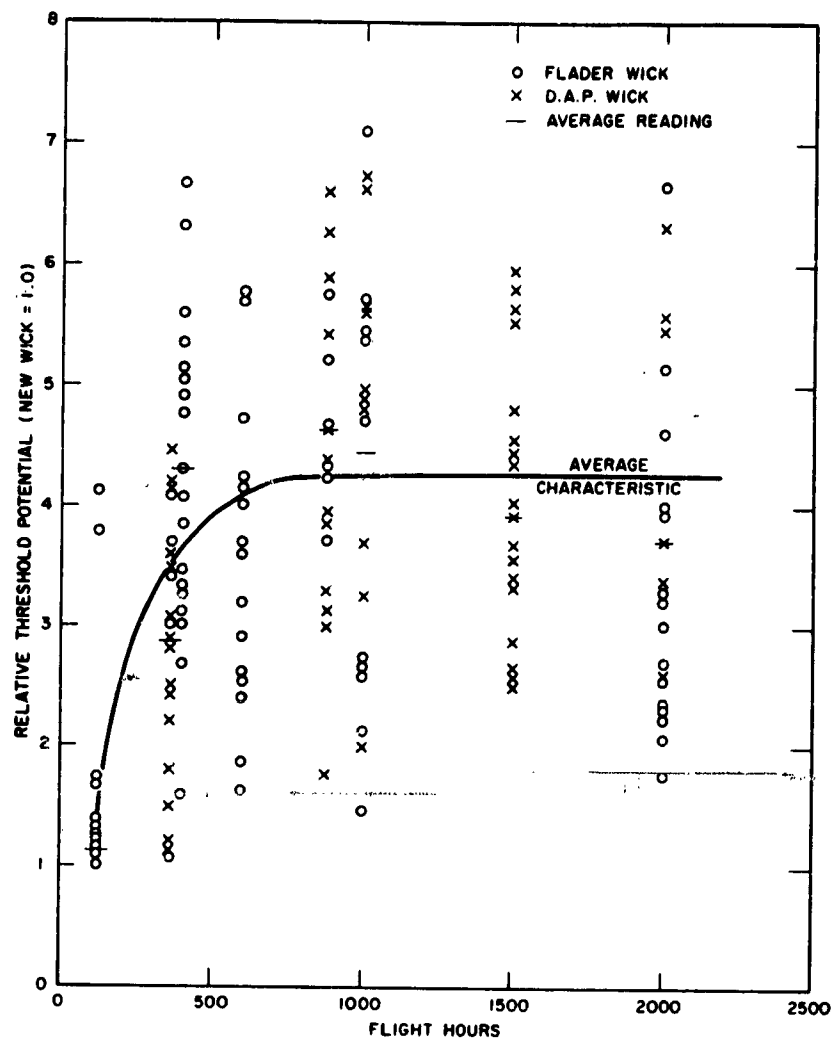 8
7
6
5
4
3
2
1
0
RELATIVE THRESHOLD POTENTIAL (NEW WICK = 1.0)
O FLADER WICK
X D.A.P. WICK
— AVERAGE READING
AVERAGE
CHARACTERISTIC
0 500 1000 1500 2000 2500
FLIGHT HOURS